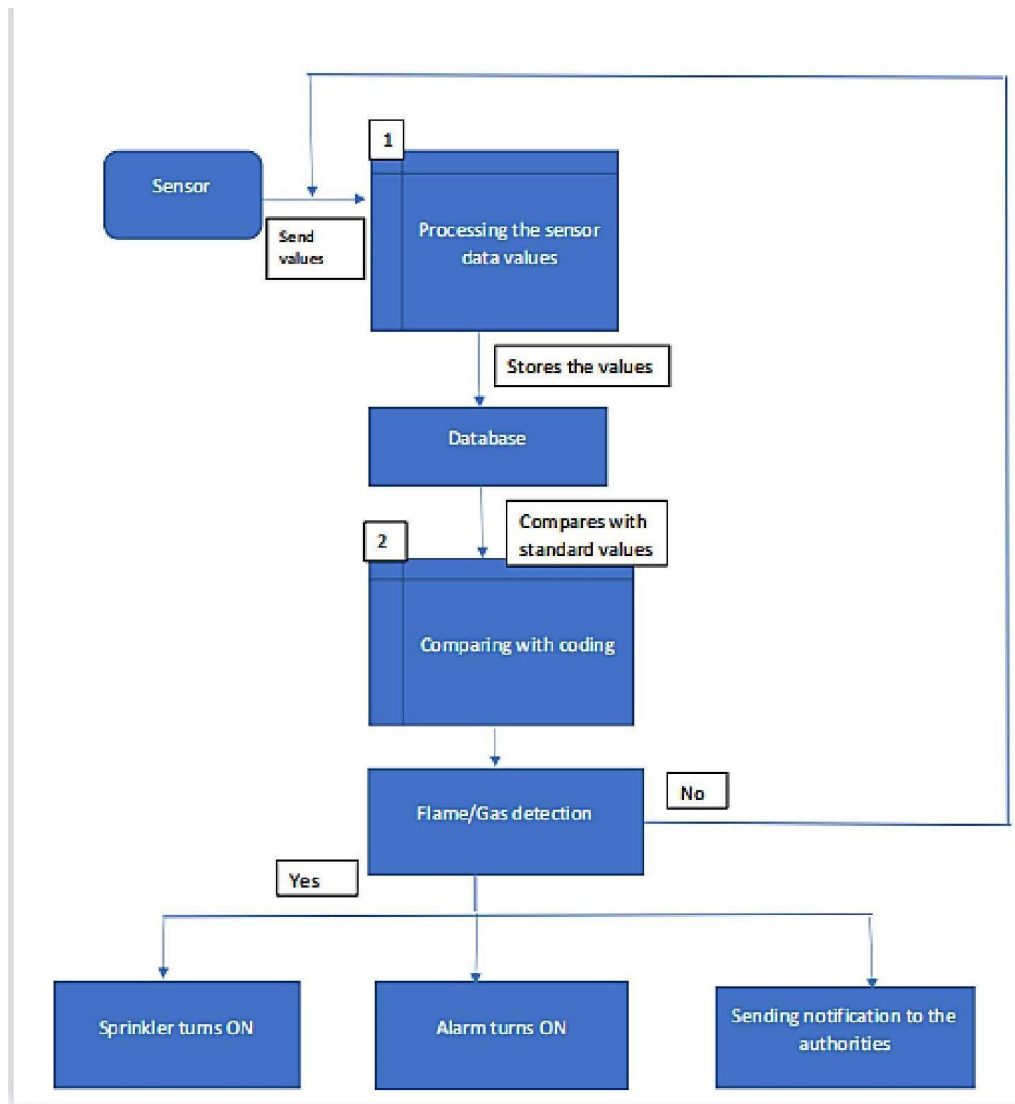 1
Sensor
Send
values
Processing the sensor
data values
Stores the values
Database
Compares with
standard values
2
Comparing with coding
Flame/Gas detection
No
Yes
Sprinkler turns ON
Alarm turns ON
Sending notification to the
authorities